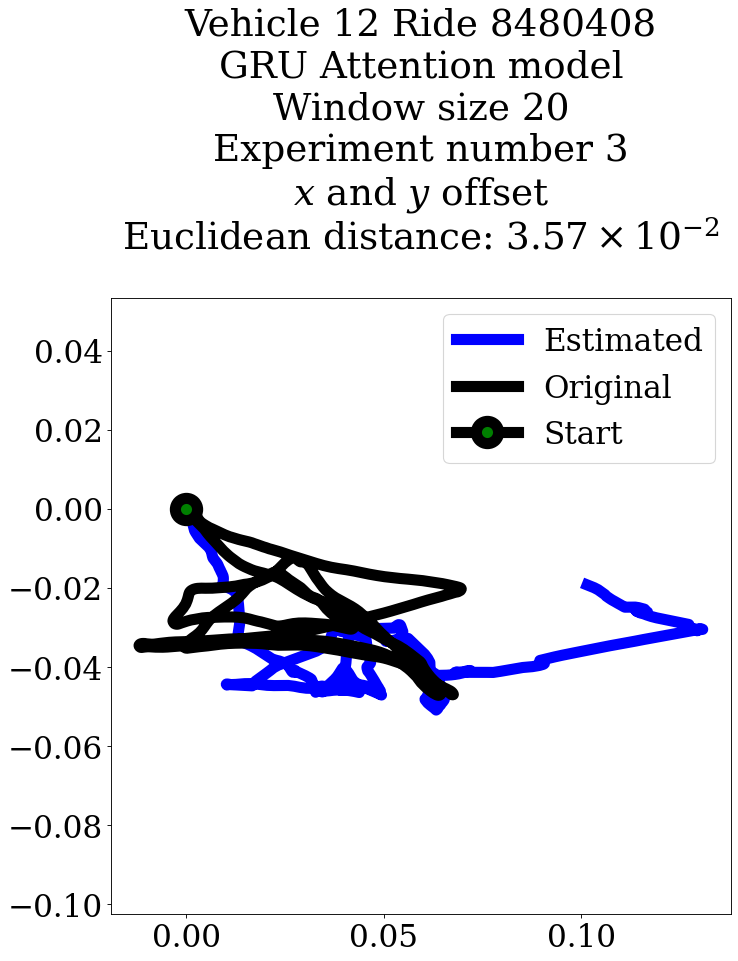 Vehicle 12 Ride 8480408
GRU Attention model
Window size 20
Experiment number 3
x and y offset
Euclidean distance: 3.57 × 10⁻²
Estimated
Original
Start
0.04
0.02
0.00
−0.02
−0.04
−0.06
−0.08
−0.10
0.00 0.05 0.10